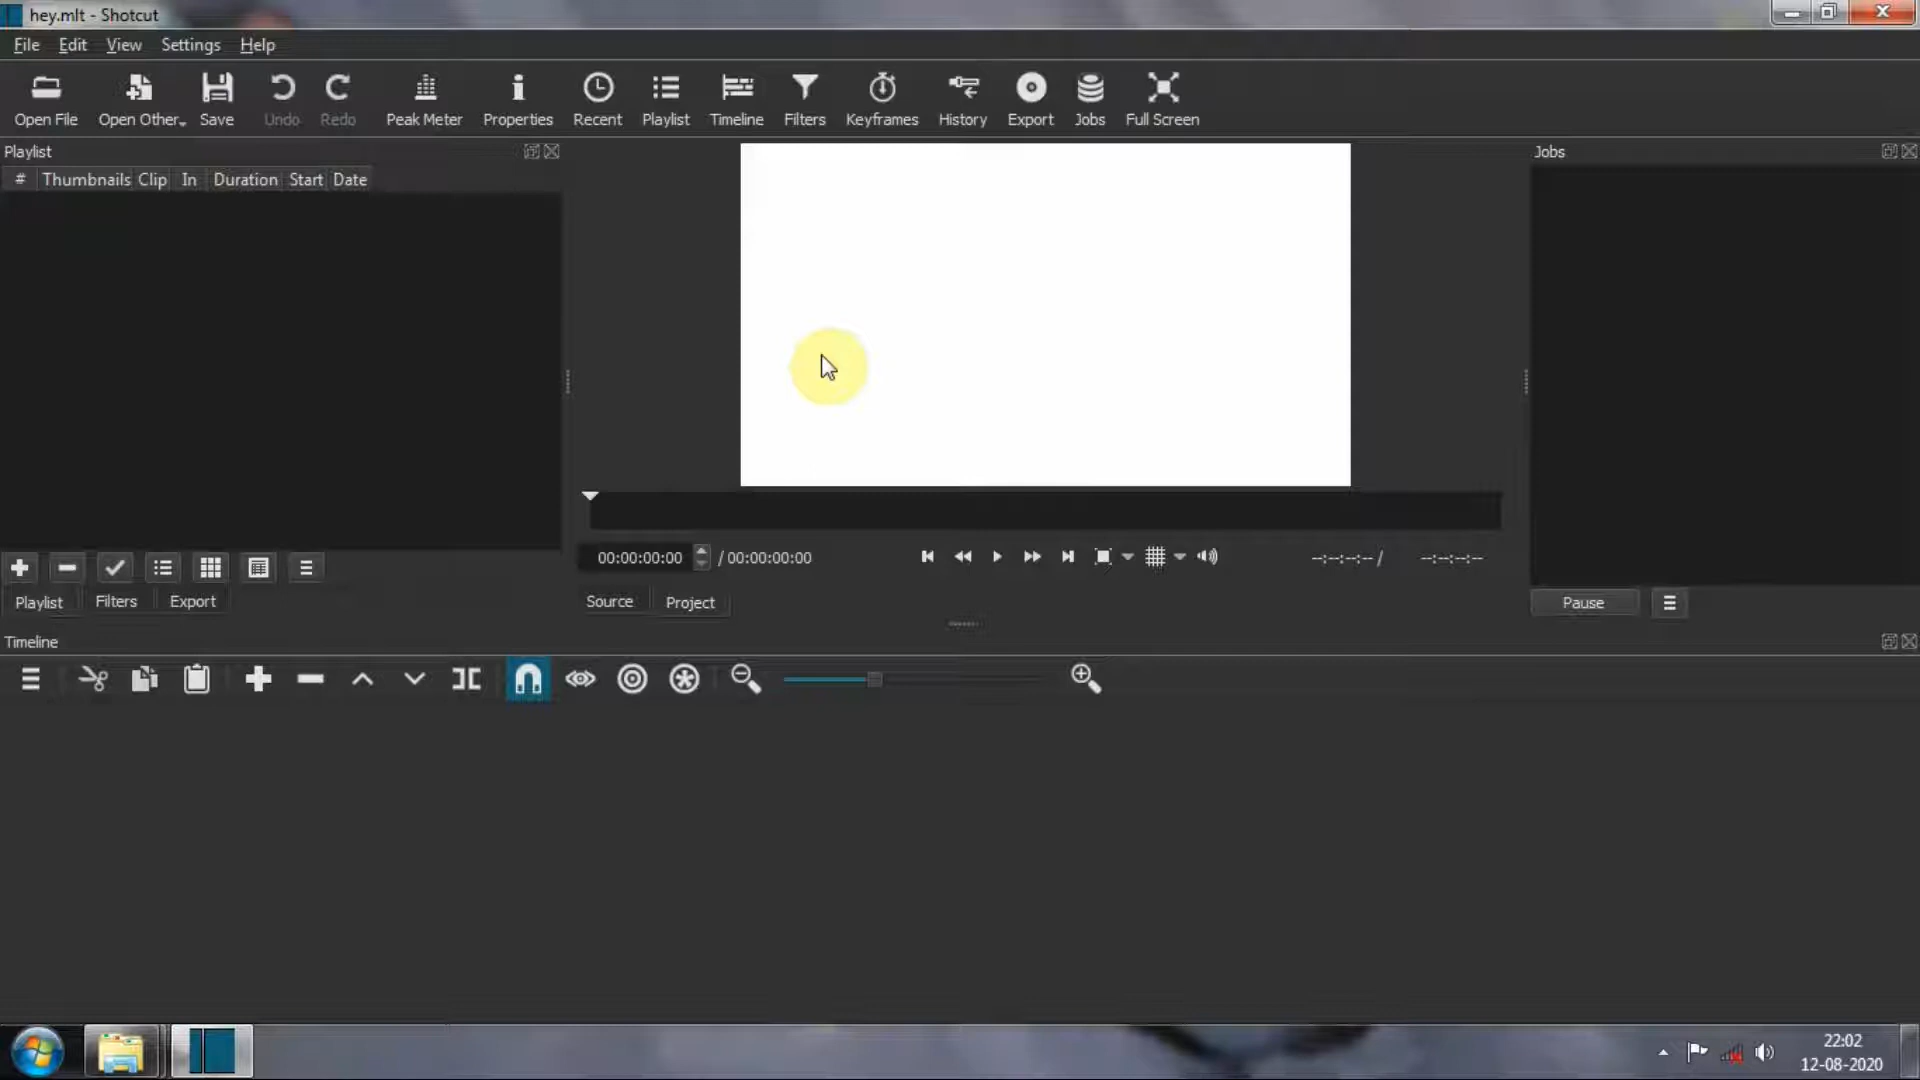 hey.mlt - Shotcut
File Edit View Settings Help
Open File Open Other Save Undo Redo Peak Meter Properties Recent Playlist Timeline Filters Keyframes History Export Jobs Full Screen
Playlist
Jobs
# Thumbnails Clip In Duration Start Date
00:00:00:00 / 00:00:00:00
--:--:--:-- / --:--:--:--
Playlist Filters Export
Source Project
Pause
Timeline
22:02
12-08-2020